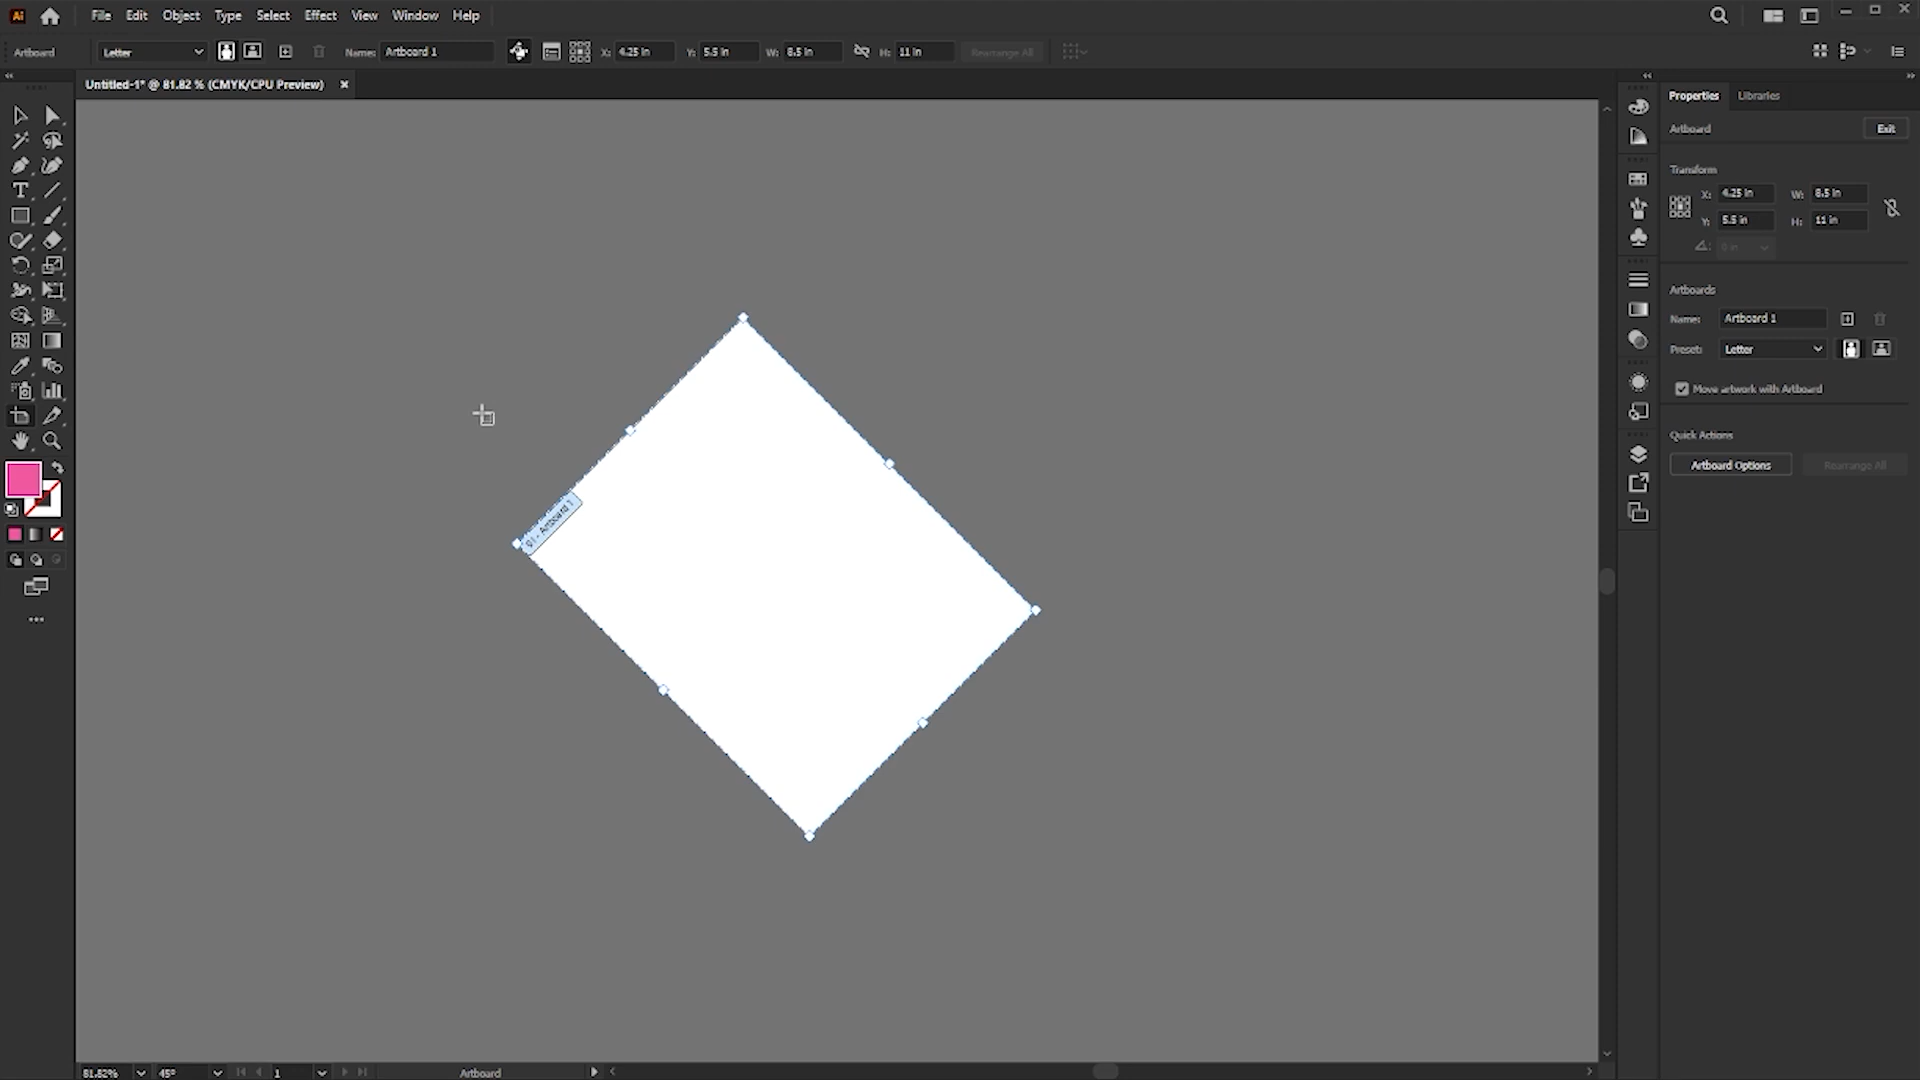 Ai File Edit Object Type Select Effect View Window Help
Artboard Letter Name: Artboard 1 X: 4.25 in Y: 5.5 in W: 8.5 in H: 11 in Rearrange All
Untitled-1* @ 81.82 % (CMYK/CPU Preview) ×
Properties Libraries
Artboard Exit
Transform
X: 4.25 in W: 8.5 in
Y: 5.5 in H: 11 in
0 in
Artboards
Name: Artboard 1
Preset: Letter
Move artwork with Artboard
Quick Actions
Artboard Options Rearrange All
01 - Artboard 1
81.82% 45° 1 Artboard